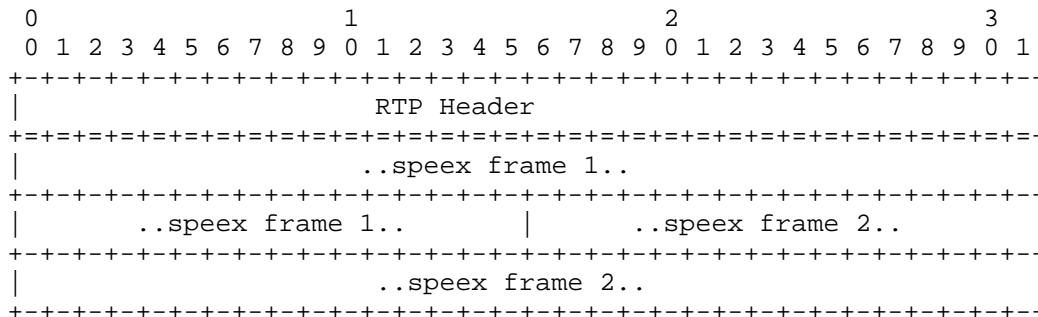 0                   1                   2                   3
 0 1 2 3 4 5 6 7 8 9 0 1 2 3 4 5 6 7 8 9 0 1 2 3 4 5 6 7 8 9 0 1
+-+-+-+-+-+-+-+-+-+-+-+-+-+-+-+-+-+-+-+-+-+-+-+-+-+-+-+-+-+-+-+--
|                      RTP Header
+=+=+=+=+=+=+=+=+=+=+=+=+=+=+=+=+=+=+=+=+=+=+=+=+=+=+=+=+=+=+=+=-
|                     ..speex frame 1..
+-+-+-+-+-+-+-+-+-+-+-+-+-+-+-+-+-+-+-+-+-+-+-+-+-+-+-+-+-+-+-+--
|       ..speex frame 1..       |      ..speex frame 2..
+-+-+-+-+-+-+-+-+-+-+-+-+-+-+-+-+-+-+-+-+-+-+-+-+-+-+-+-+-+-+-+--
|                      ..speex frame 2..
+-+-+-+-+-+-+-+-+-+-+-+-+-+-+-+-+-+-+-+-+-+-+-+-+-+-+-+-+-+-+-+--